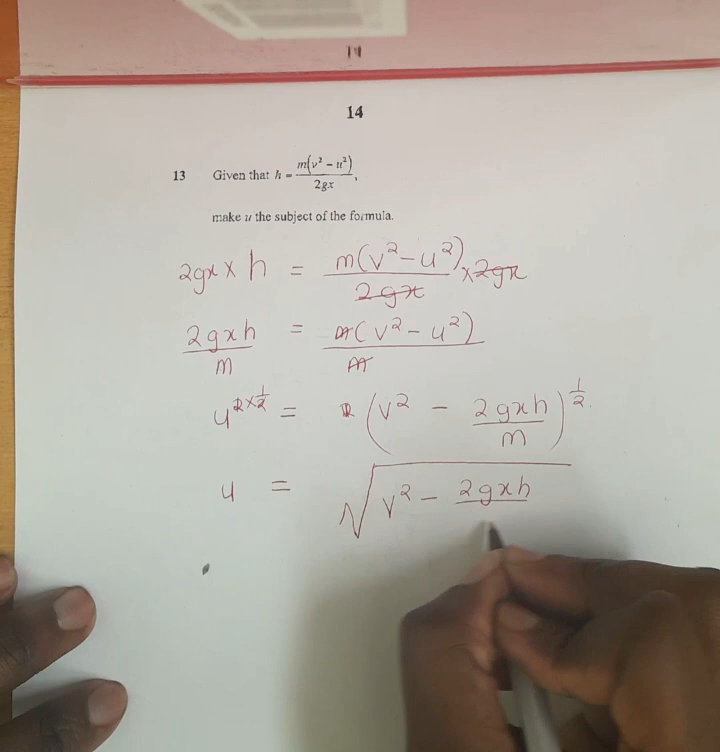 14
13 Given that h = m(v² – u²)/2gx,
make u the subject of the formula.
2gx × h = m(v² – u²)/2gx × 2gx
2gxh/m = m(v² – u²)/m
u^(2×1/2) = (v² – 2gxh/m)^(1/2)
u = √(v² – 2gxh